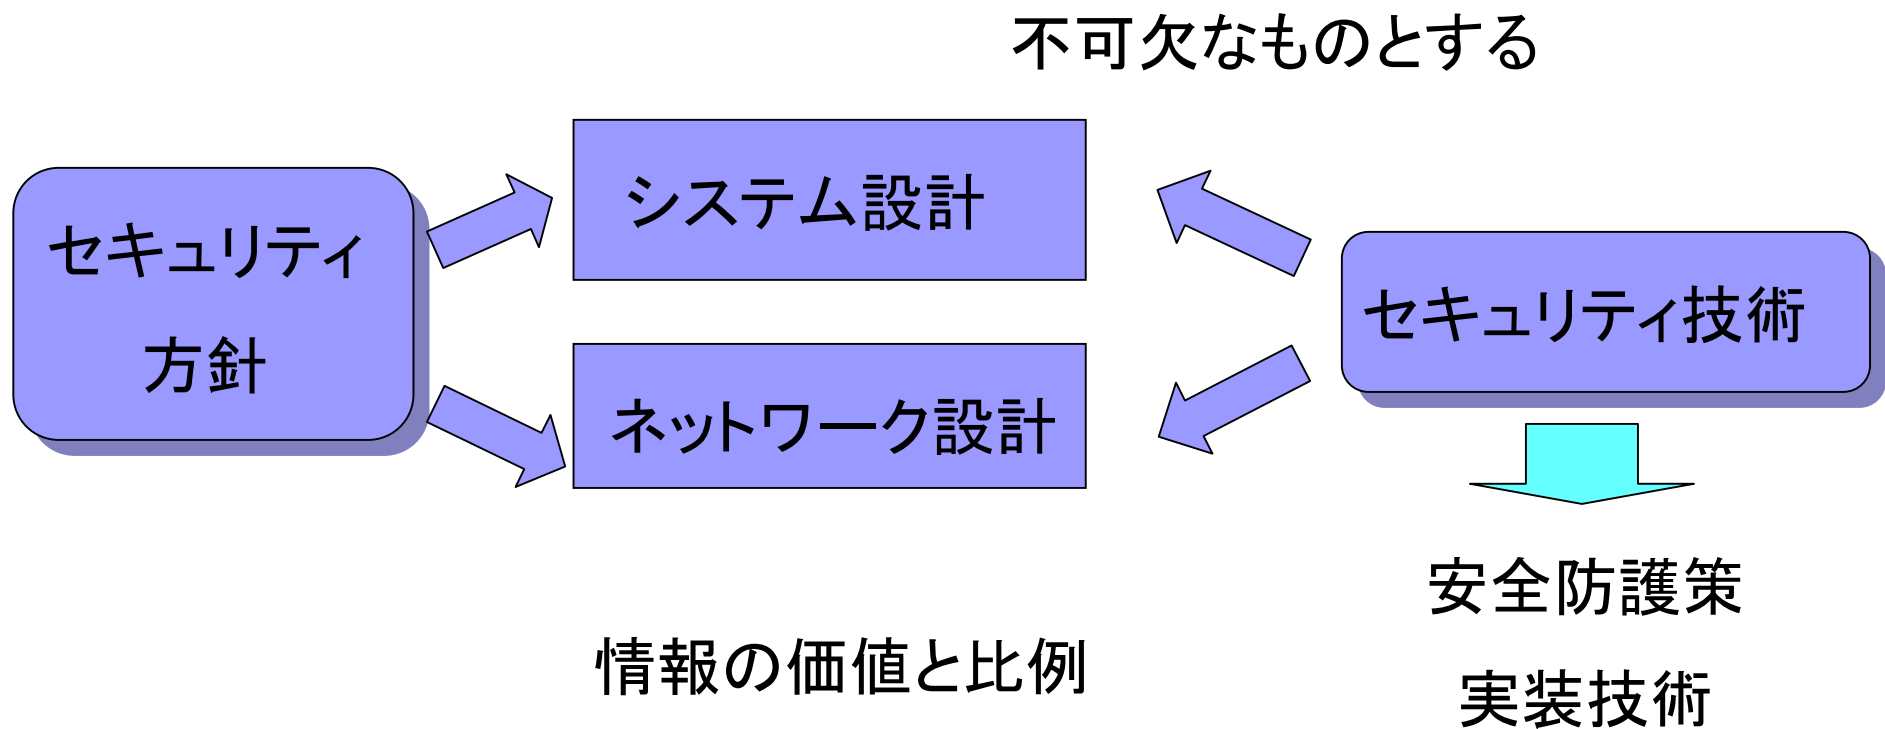 不可欠なものとする
システム設計
セキュリティ
方針
セキュリティ技術
ネットワーク設計
安全防護策
情報の価値と比例
実装技術